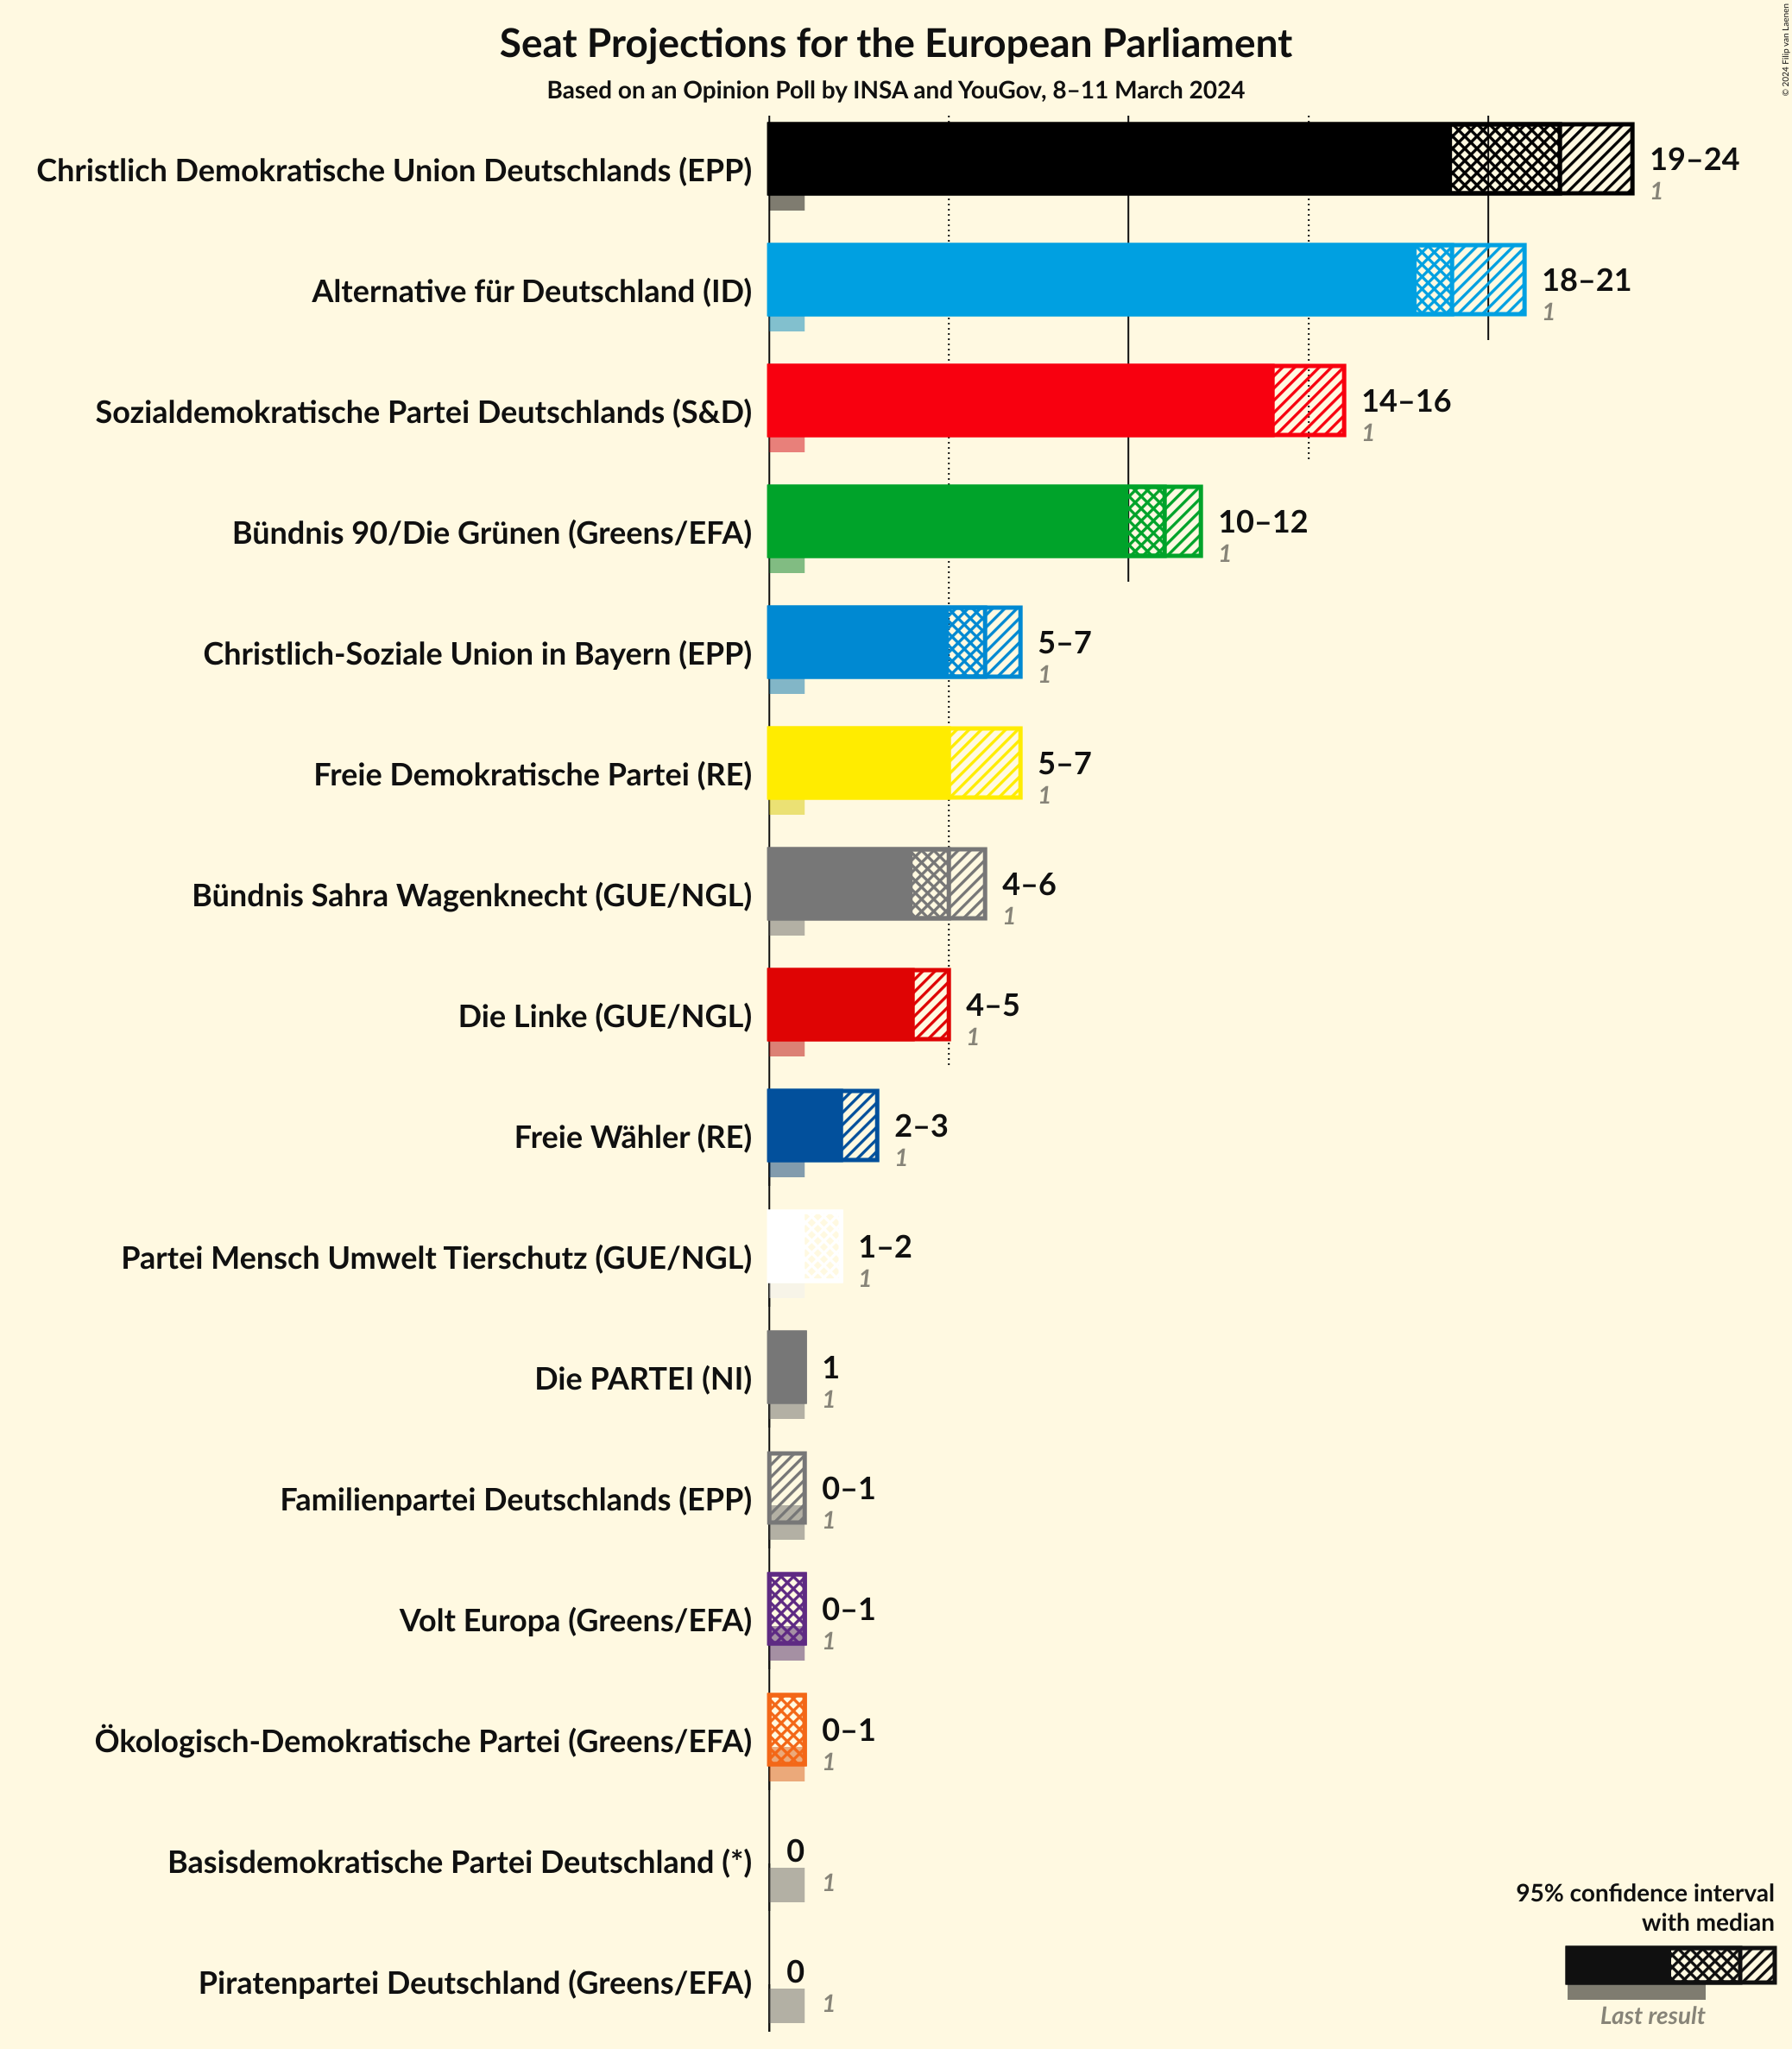 Seat Projections for the European Parliament
Based on an Opinion Poll by INSA and YouGov, 8–11 March 2024
© 2024 Filip van Laenen
Christlich Demokratische Union Deutschlands (EPP)
19–24
1
Alternative für Deutschland (ID)
18–21
1
Sozialdemokratische Partei Deutschlands (S&D)
14–16
1
Bündnis 90/Die Grünen (Greens/EFA)
10–12
1
Christlich-Soziale Union in Bayern (EPP)
5–7
1
Freie Demokratische Partei (RE)
5–7
1
Bündnis Sahra Wagenknecht (GUE/NGL)
4–6
1
Die Linke (GUE/NGL)
4–5
1
Freie Wähler (RE)
2–3
1
Partei Mensch Umwelt Tierschutz (GUE/NGL)
1–2
1
Die PARTEI (NI)
1
1
Familienpartei Deutschlands (EPP)
0–1
1
Volt Europa (Greens/EFA)
0–1
1
Ökologisch-Demokratische Partei (Greens/EFA)
0–1
1
Basisdemokratische Partei Deutschland (*)
0
1
Piratenpartei Deutschland (Greens/EFA)
0
1
95% confidence interval
with median
Last result